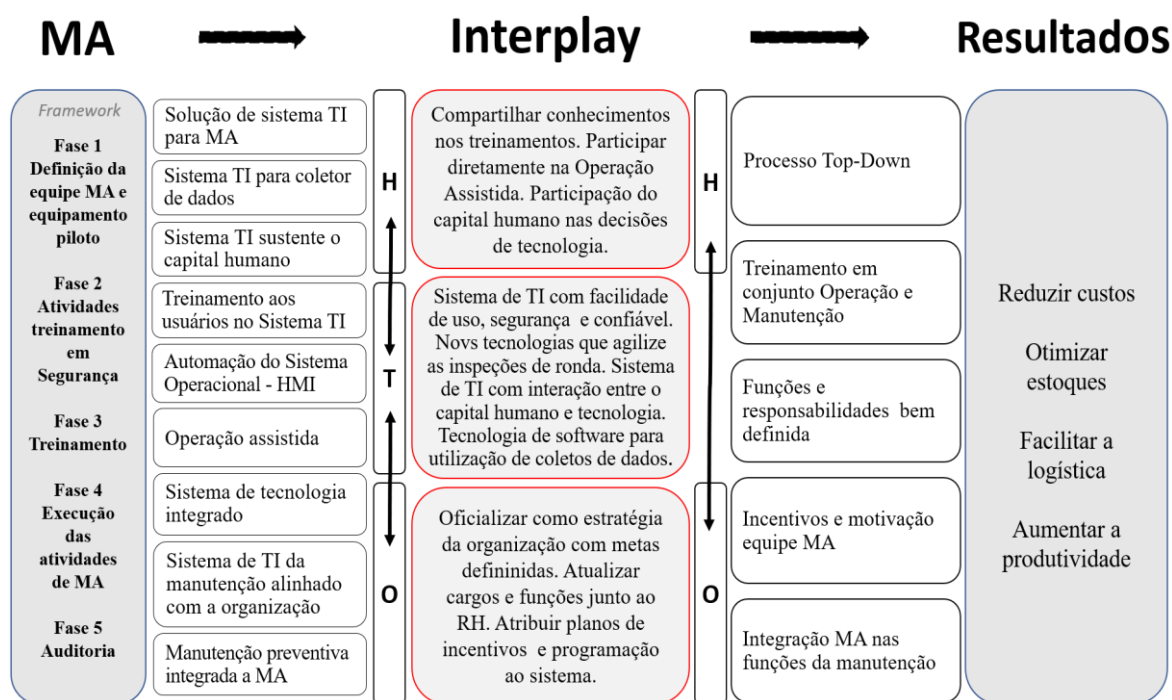 MA
Interplay
Resultados
Framework
Fase 1
Definição da
equipe MA e
equipamento
piloto
Fase 2
Atividades
treinamento
em
Segurança
Fase 3
Treinamento
Fase 4
Execução
das
atividades
de MA
Fase 5
Auditoria
Solução de sistema TI
para MA
Sistema TI para coletor
de dados
Sistema TI sustente o
capital humano
Treinamento aos
usuários no Sistema TI
Automação do Sistema
Operacional - HMI
Operação assistida
Sistema de tecnologia
integrado
Sistema de TI da
manutenção alinhado
com a organização
Manutenção preventiva
integrada a MA
H
T
O
Compartilhar conhecimentos
nos treinamentos. Participar
diretamente na Operação
Assistida. Participação do
capital humano nas decisões
de tecnologia.
Sistema de TI com facilidade
de uso, segurança e confiável.
Novs tecnologias que agilize
as inspeções de ronda. Sistema
de TI com interação entre o
capital humano e tecnologia.
Tecnologia de software para
utilização de coletos de dados.
Oficializar como estratégia
da organização com metas
defininidas. Atualizar
cargos e funções junto ao
RH. Atribuir planos de
incentivos e programação
ao sistema.
H
O
Processo Top-Down
Treinamento em
conjunto Operação e
Manutenção
Funções e
responsabilidades bem
definida
Incentivos e motivação
equipe MA
Integração MA nas
funções da manutenção
Reduzir custos
Otimizar
estoques
Facilitar a
logística
Aumentar a
produtividade